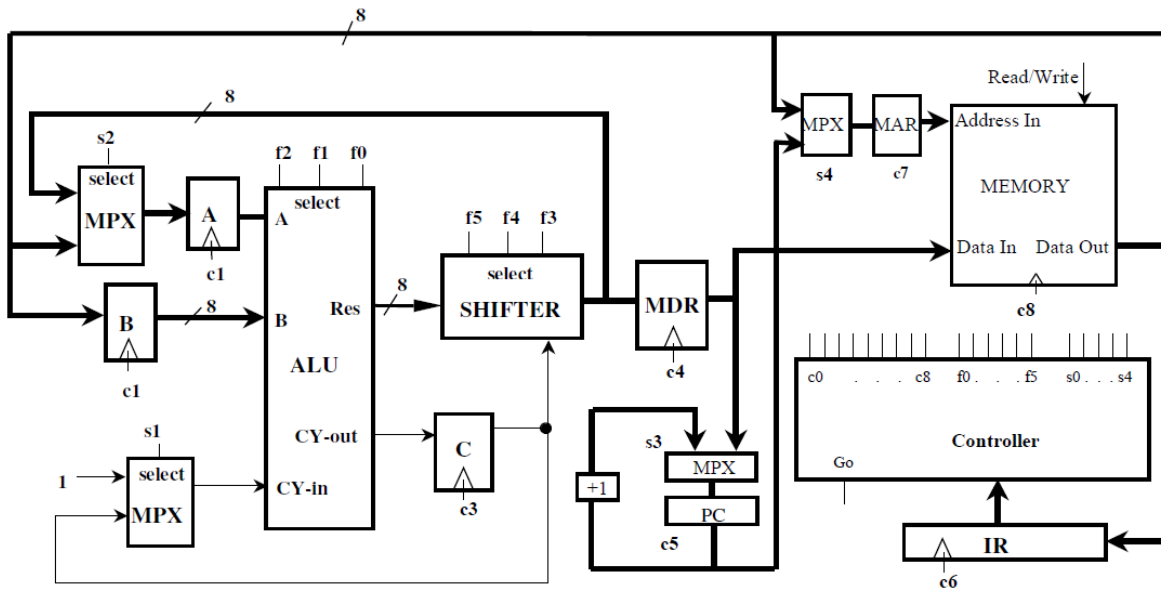 8
Read/Write
8
MPX
MAR
Address In
s2
f2 f1 f0
s4
c7
select
select
MEMORY
MPX
A
A
f5 f4 f3
c1
select
Data In Data Out
8
Res
8
SHIFTER
MDR
B
B
c8
ALU
c4
c1
c0 . . . c8 f0 . . . f5 s0 . . . s4
s1
CY-out
C
s3
Controller
select
MPX
Go
1
CY-in
+1
MPX
c3
PC
c5
IR
c6